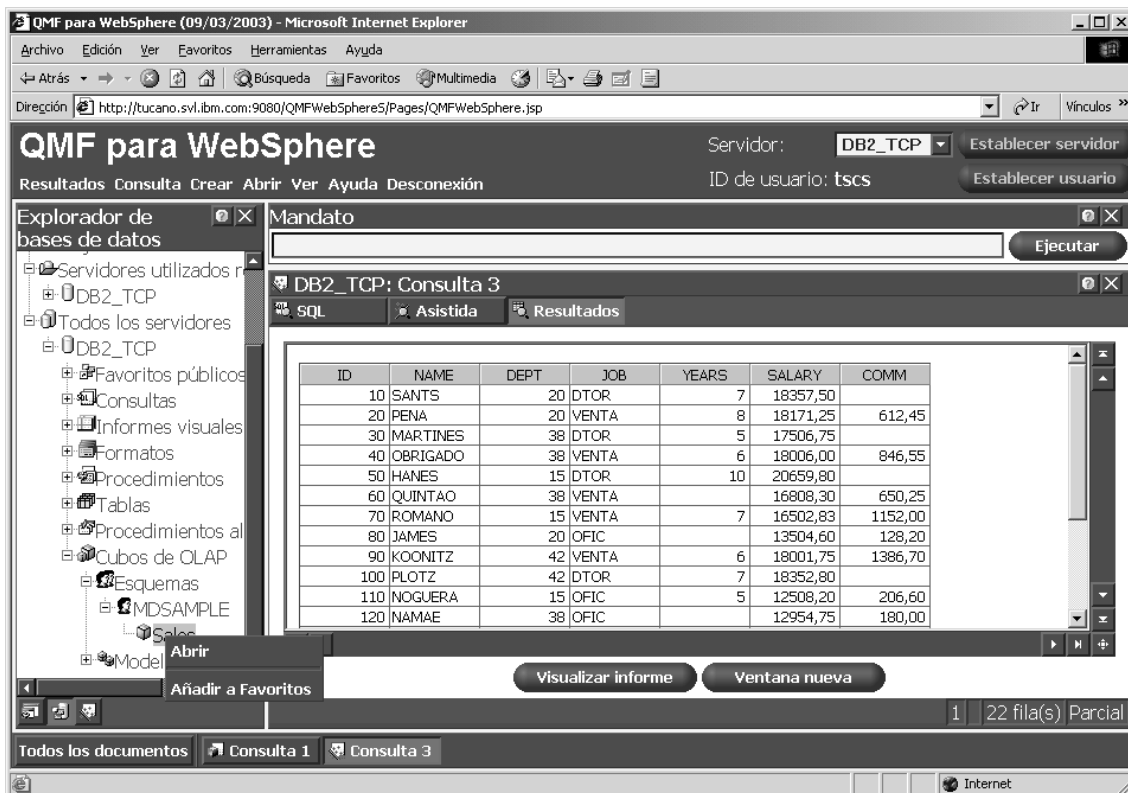 QMF para WebSphere (09/03/2003) - Microsoft Internet Explorer
Archivo Edición Ver Favoritos Herramientas Ayuda
Atrás Búsqueda Favoritos Multimedia
Dirección http://tucano.svl.ibm.com:9080/QMFWebSphere5/Pages/QMFWebSphere.jsp Ir Vínculos »
QMF para WebSphere
Servidor: DB2_TCP Establecer servidor
Resultados Consulta Crear Abrir Ver Ayuda Desconexión
ID de usuario: tscs Establecer usuario
Explorador de
bases de datos
Servidores utilizados
DB2_TCP
Todos los servidores
DB2_TCP
Favoritos públicos
Consultas
Informes visuales
Formatos
Procedimientos
Tablas
Procedimientos al
Cubos de OLAP
Esquemas
MDSAMPLE
Sales
Model
Abrir
Añadir a Favoritos
Mandato
Ejecutar
DB2_TCP: Consulta 3
SQL Asistida Resultados
ID NAME DEPT JOB YEARS SALARY COMM
10 SANTS 20 DTOR 7 18357,50
20 PENA 20 VENTA 8 18171,25 612,45
30 MARTINES 38 DTOR 5 17506,75
40 OBRIGADO 38 VENTA 6 18006,00 846,55
50 HANES 15 DTOR 10 20659,80
60 QUINTAO 38 VENTA 16808,30 650,25
70 ROMANO 15 VENTA 7 16502,83 1152,00
80 JAMES 20 OFIC 13504,60 128,20
90 KOONITZ 42 VENTA 6 18001,75 1386,70
100 PLOTZ 42 DTOR 7 18352,80
110 NOGUERA 15 OFIC 5 12508,20 206,60
120 NAMAE 38 OFIC 12954,75 180,00
Visualizar informe Ventana nueva
1 22 fila(s) Parcial
Todos los documentos Consulta 1 Consulta 3
Internet